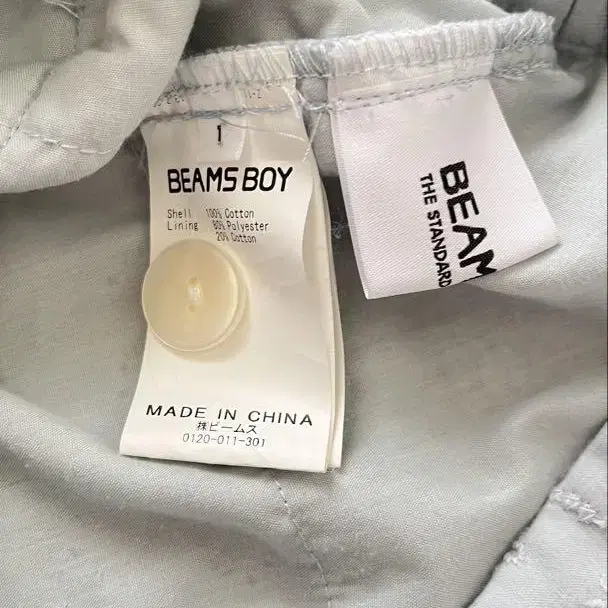 1
BEAMS BOY
Shell 100% Cotton
Lining 80% Polyester
20% Cotton
MADE IN CHINA
㈱ビームス
0120-011-301
BEAM
THE STANDARD